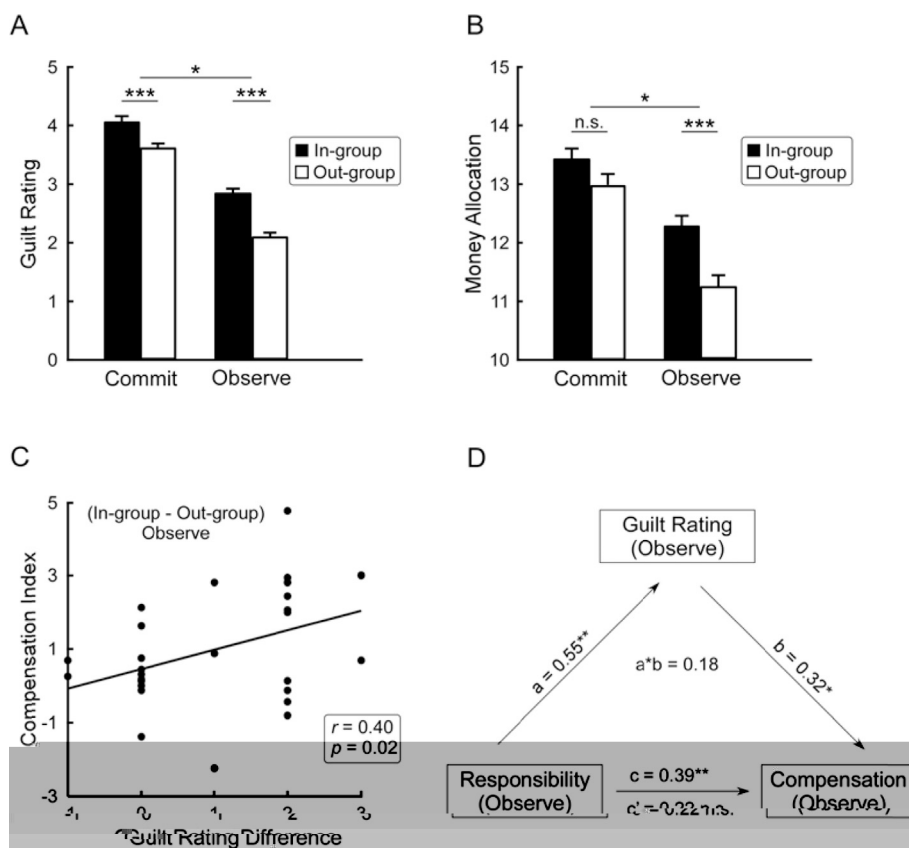 A
5
4
3
2
1
0
Guilt Rating
*
***
***
In-group
Out-group
Commit
Observe
B
15
14
13
12
11
10
Money Allocation
*
n.s.
***
In-group
Out-group
Commit
Observe
C
5
3
1
-1
-3
Compensation Index
(In-group - Out-group)
Observe
r = 0.40
p = 0.02
Guilt Rating Difference
D
Guilt Rating
(Observe)
a = 0.55**
a*b = 0.18
b = 0.32*
Responsibility
(Observe)
c = 0.39**
Compensation
(Observe)